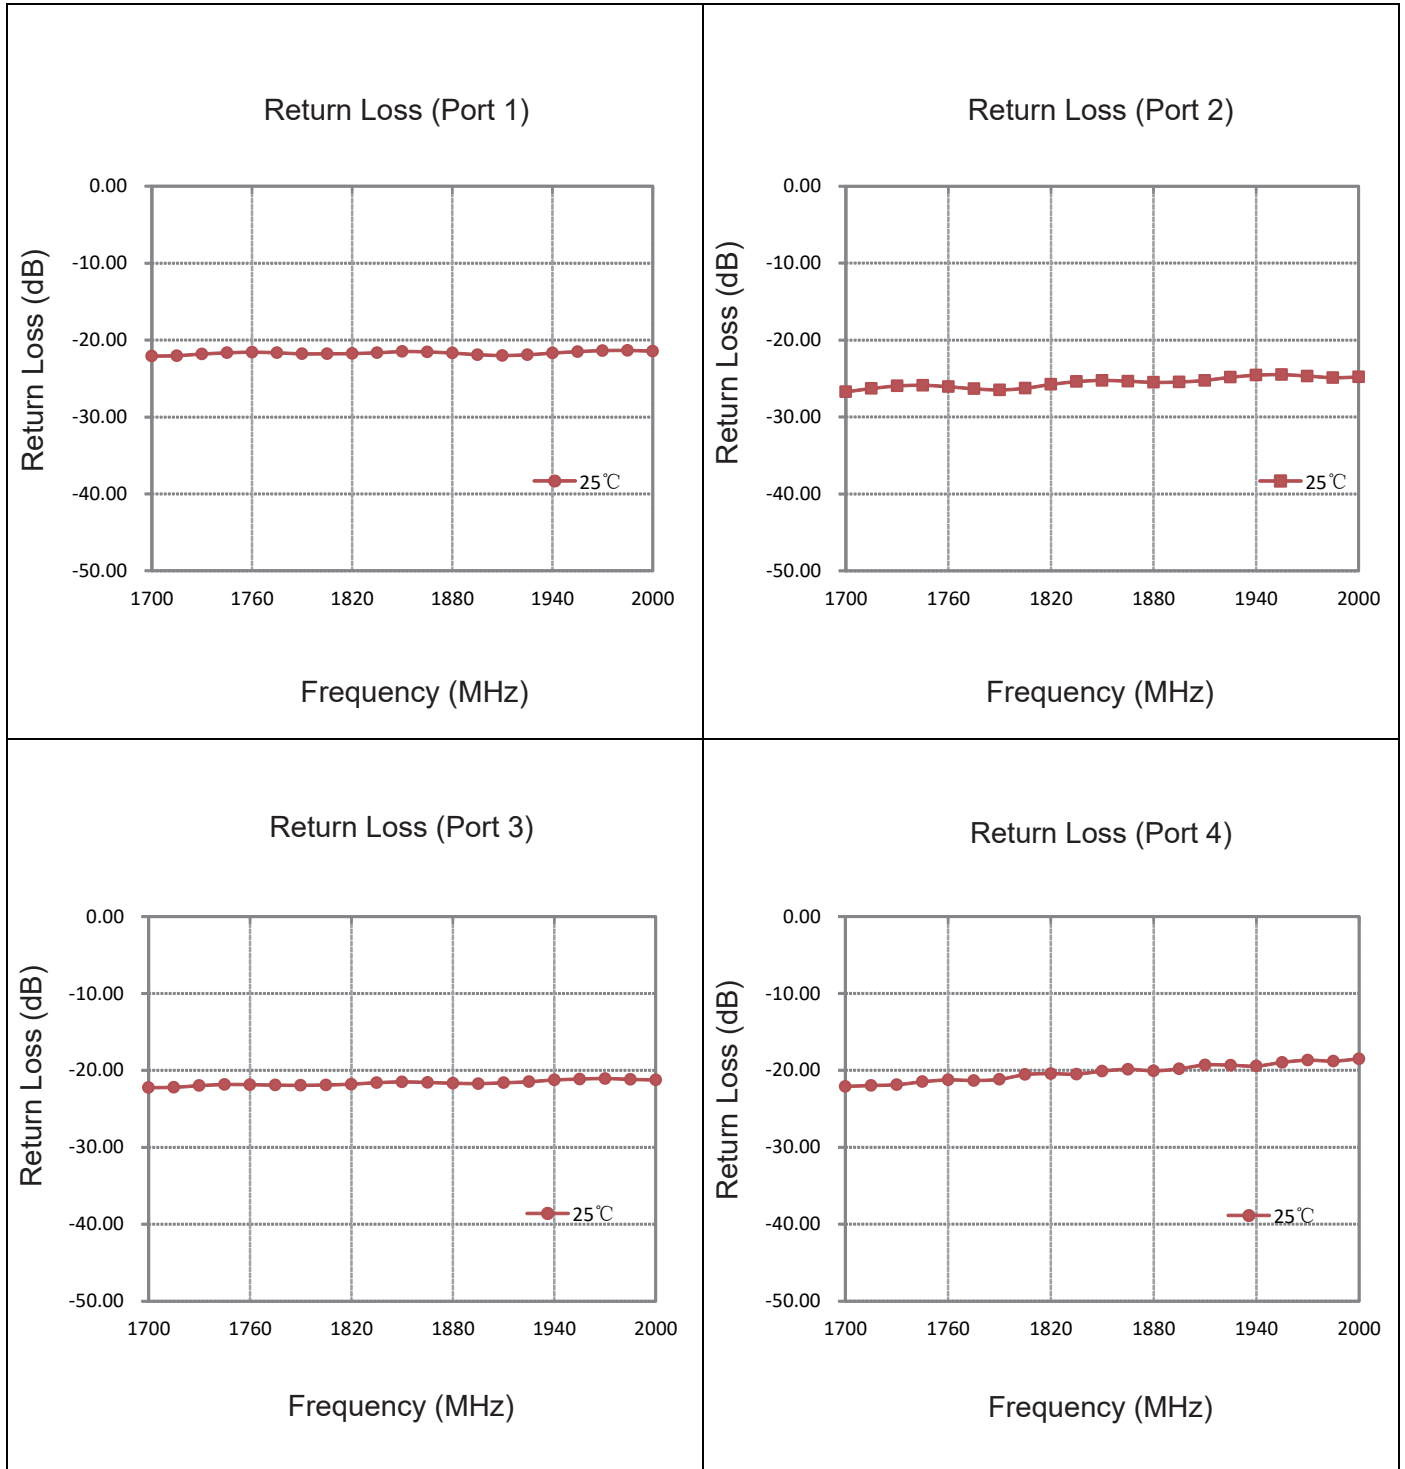 Return Loss (Port 1)
Return Loss (dB)
0.00
-10.00
-20.00
-30.00
-40.00
-50.00
25℃
1700 1760 1820 1880 1940 2000
Frequency (MHz)
Return Loss (Port 2)
Return Loss (dB)
0.00
-10.00
-20.00
-30.00
-40.00
-50.00
25℃
1700 1760 1820 1880 1940 2000
Frequency (MHz)
Return Loss (Port 3)
Return Loss (dB)
0.00
-10.00
-20.00
-30.00
-40.00
-50.00
25℃
1700 1760 1820 1880 1940 2000
Frequency (MHz)
Return Loss (Port 4)
Return Loss (dB)
0.00
-10.00
-20.00
-30.00
-40.00
-50.00
25℃
1700 1760 1820 1880 1940 2000
Frequency (MHz)